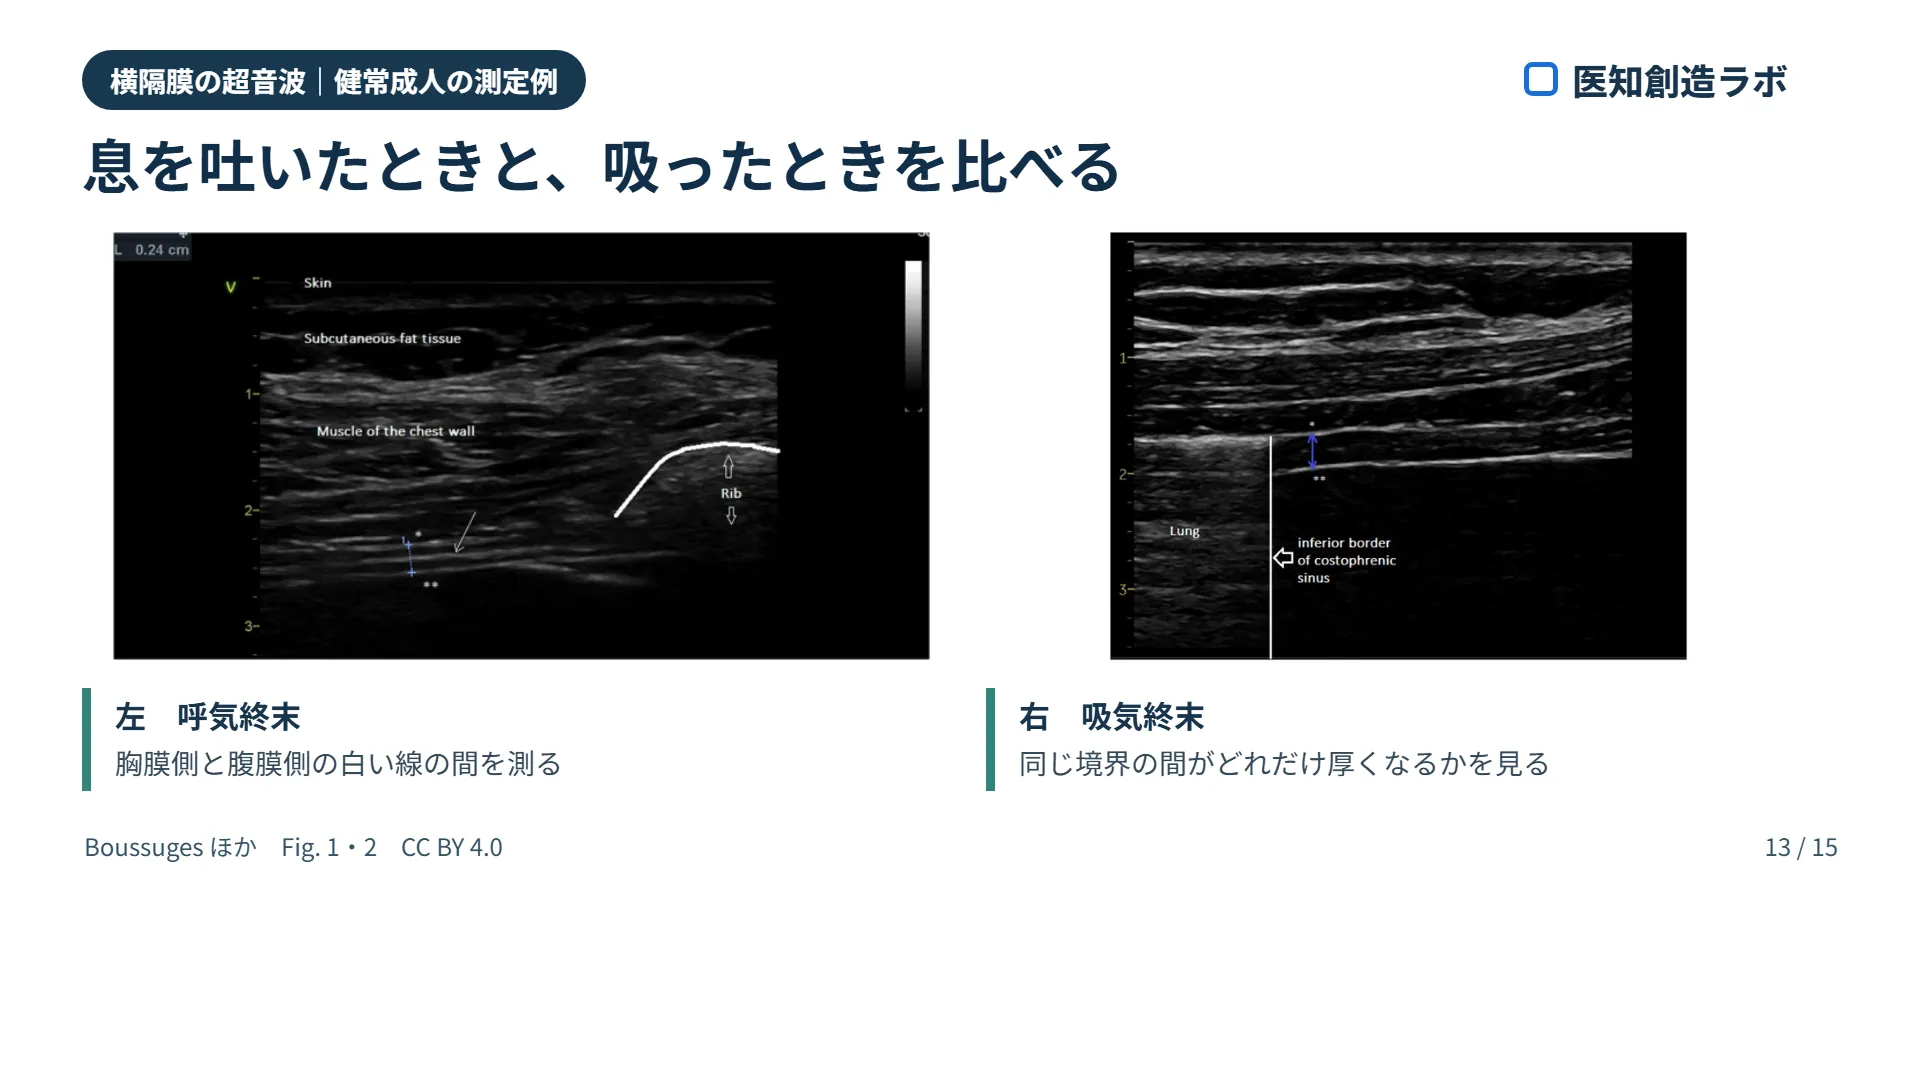 横隔膜の超音波｜健常成人の測定例
医知創造ラボ
息を吐いたときと、吸ったときを比べる
L 0.24 cm
V
Skin
Subcutaneous fat tissue
1
Muscle of the chest wall
2
Rib
*
**
3
1
*
2
**
Lung
inferior border
of costophrenic
sinus
3
左 呼気終末
胸膜側と腹膜側の白い線の間を測る
右 吸気終末
同じ境界の間がどれだけ厚くなるかを見る
Boussuges ほか Fig. 1・2 CC BY 4.0
13 / 15